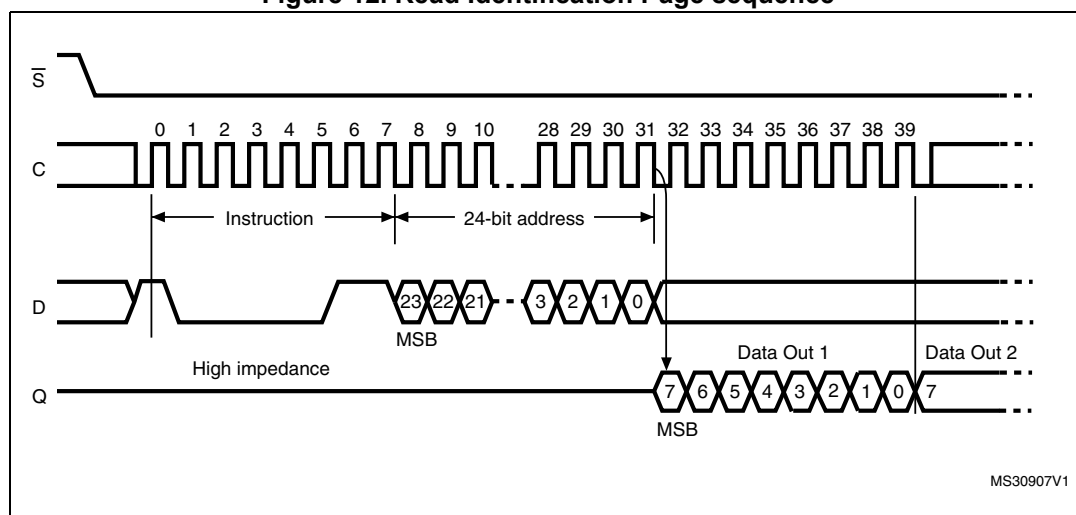 Figure 12. Read Identification Page sequence
S
0 1 2 3 4 5 6 7 8 9 10 28 29 30 31 32 33 34 35 36 37 38 39
C
Instruction 24-bit address
D 23 22 21 3 2 1 0
MSB
High impedance Data Out 1 Data Out 2
Q 7 6 5 4 3 2 1 0 7
MSB
MS30907V1